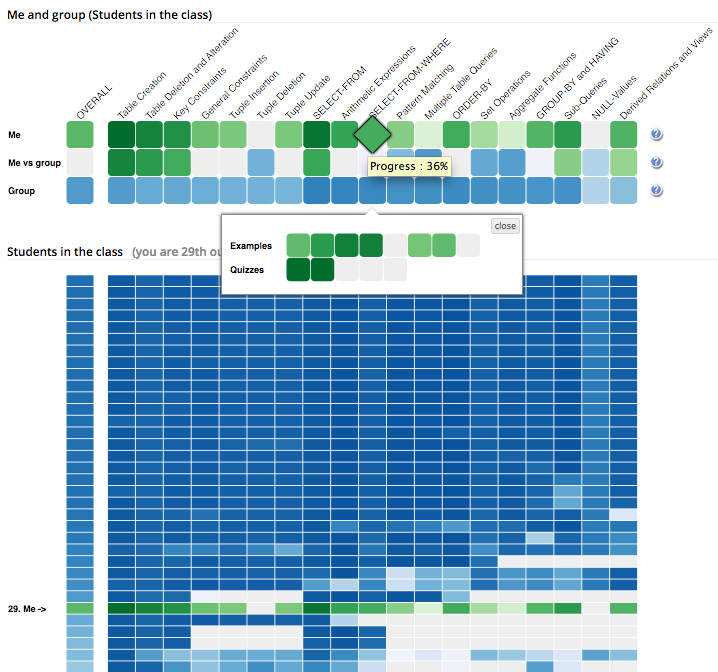 Me and group (Students in the class)
OVERALL
Table Creation
Table Deletion and Alteration
Key Constraints
General Constraints
Tuple Insertion
Tuple Deletion
Tuple Update
SELECT-FROM
Arithmetic Expressions
SELECT-FROM-WHERE
Pattern Matching
Multiple Table Queries
ORDER-BY
Set Operations
Aggregate Functions
GROUP-BY and HAVING
Sub-Queries
NULL-Values
Derived Relations and Views
Me
?
Me vs group
?
Progress : 36%
Group
?
close
Examples
Quizzes
Students in the class (you are 29th
29. Me ->